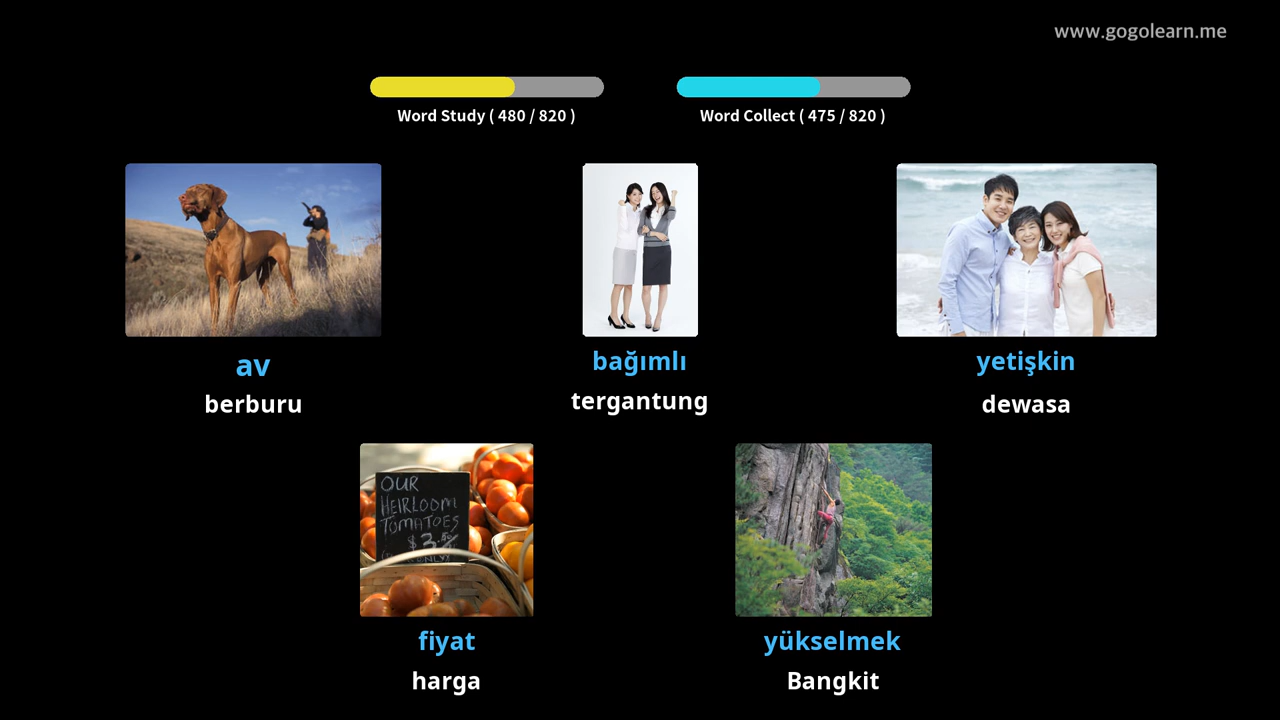 www.gogolearn.me
Word Study ( 480 / 820 )
Word Collect ( 475 / 820 )
av
berburu
bağımlı
tergantung
yetişkin
dewasa
OUR
HEIRLOOM
TOMATOES
fiyat
harga
yükselmek
Bangkit